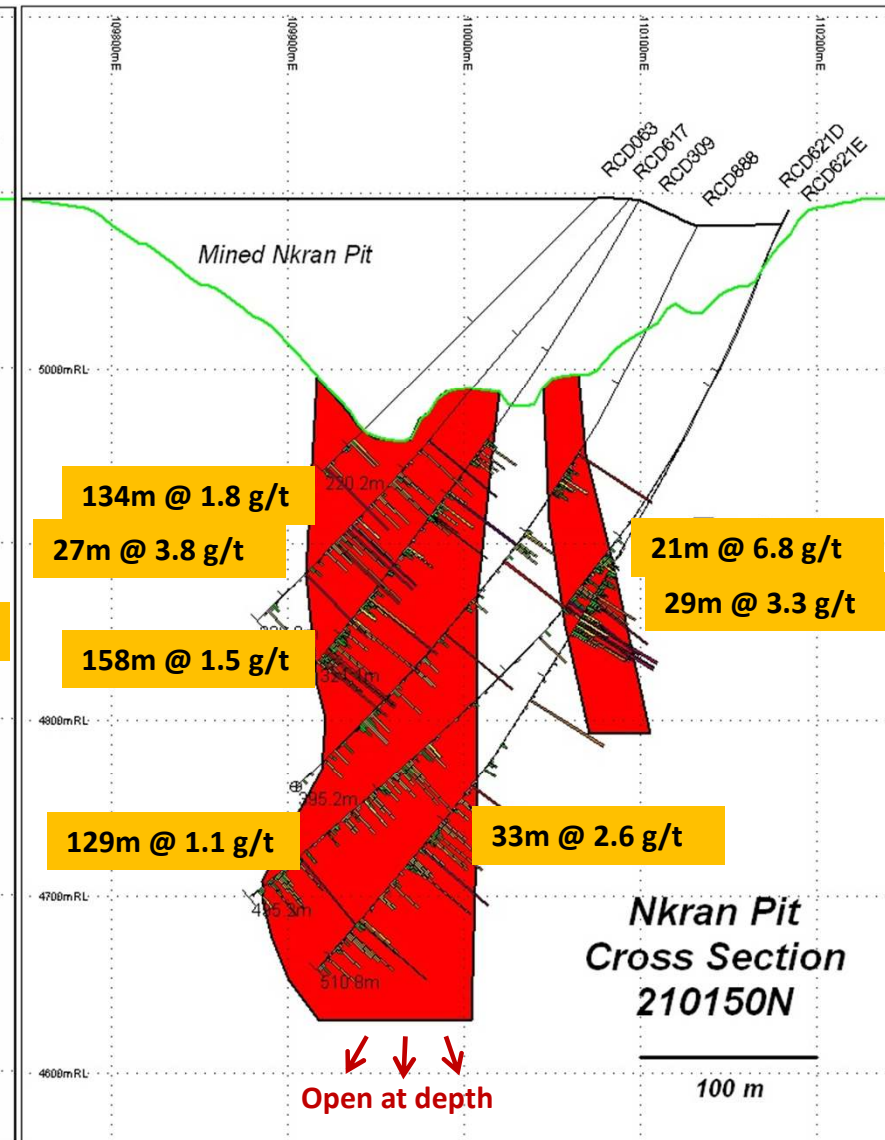 109800mE
109900mE
110000mE
110100mE
110200mE
RCD063
RCD617
RCD309
RCD888
RCD621D
RCD621E
Mined Nkran Pit
5000mRL
220.2m
134m @ 1.8 g/t
27m @ 3.8 g/t
21m @ 6.8 g/t
29m @ 3.3 g/t
158m @ 1.5 g/t
4800mRL
395.2m
129m @ 1.1 g/t
33m @ 2.6 g/t
4700mRL
Nkran Pit
Cross Section
210150N
510.8m
100 m
4600mRL
Open at depth